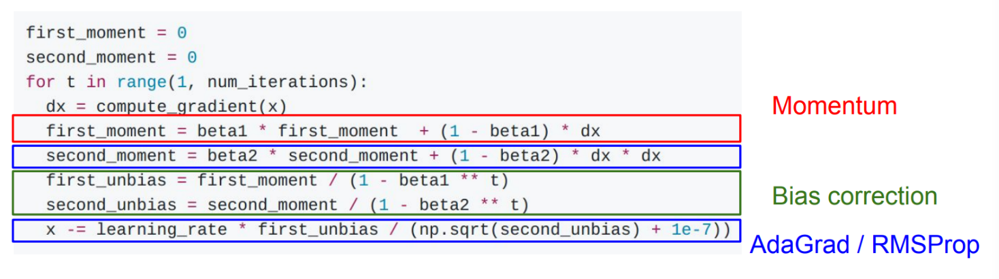 first_moment = 0
second_moment = 0
for t in range(1, num_iterations):
dx = compute_gradient(x)
first_moment = beta1 * first_moment + (1 - beta1) * dx
second_moment = beta2 * second_moment + (1 - beta2) * dx * dx
first_unbias = first_moment / (1 - beta1 ** t)
second_unbias = second_moment / (1 - beta2 ** t)
x -= learning_rate * first_unbias / (np.sqrt(second_unbias) + 1e-7))
Momentum
Bias correction
AdaGrad / RMSProp